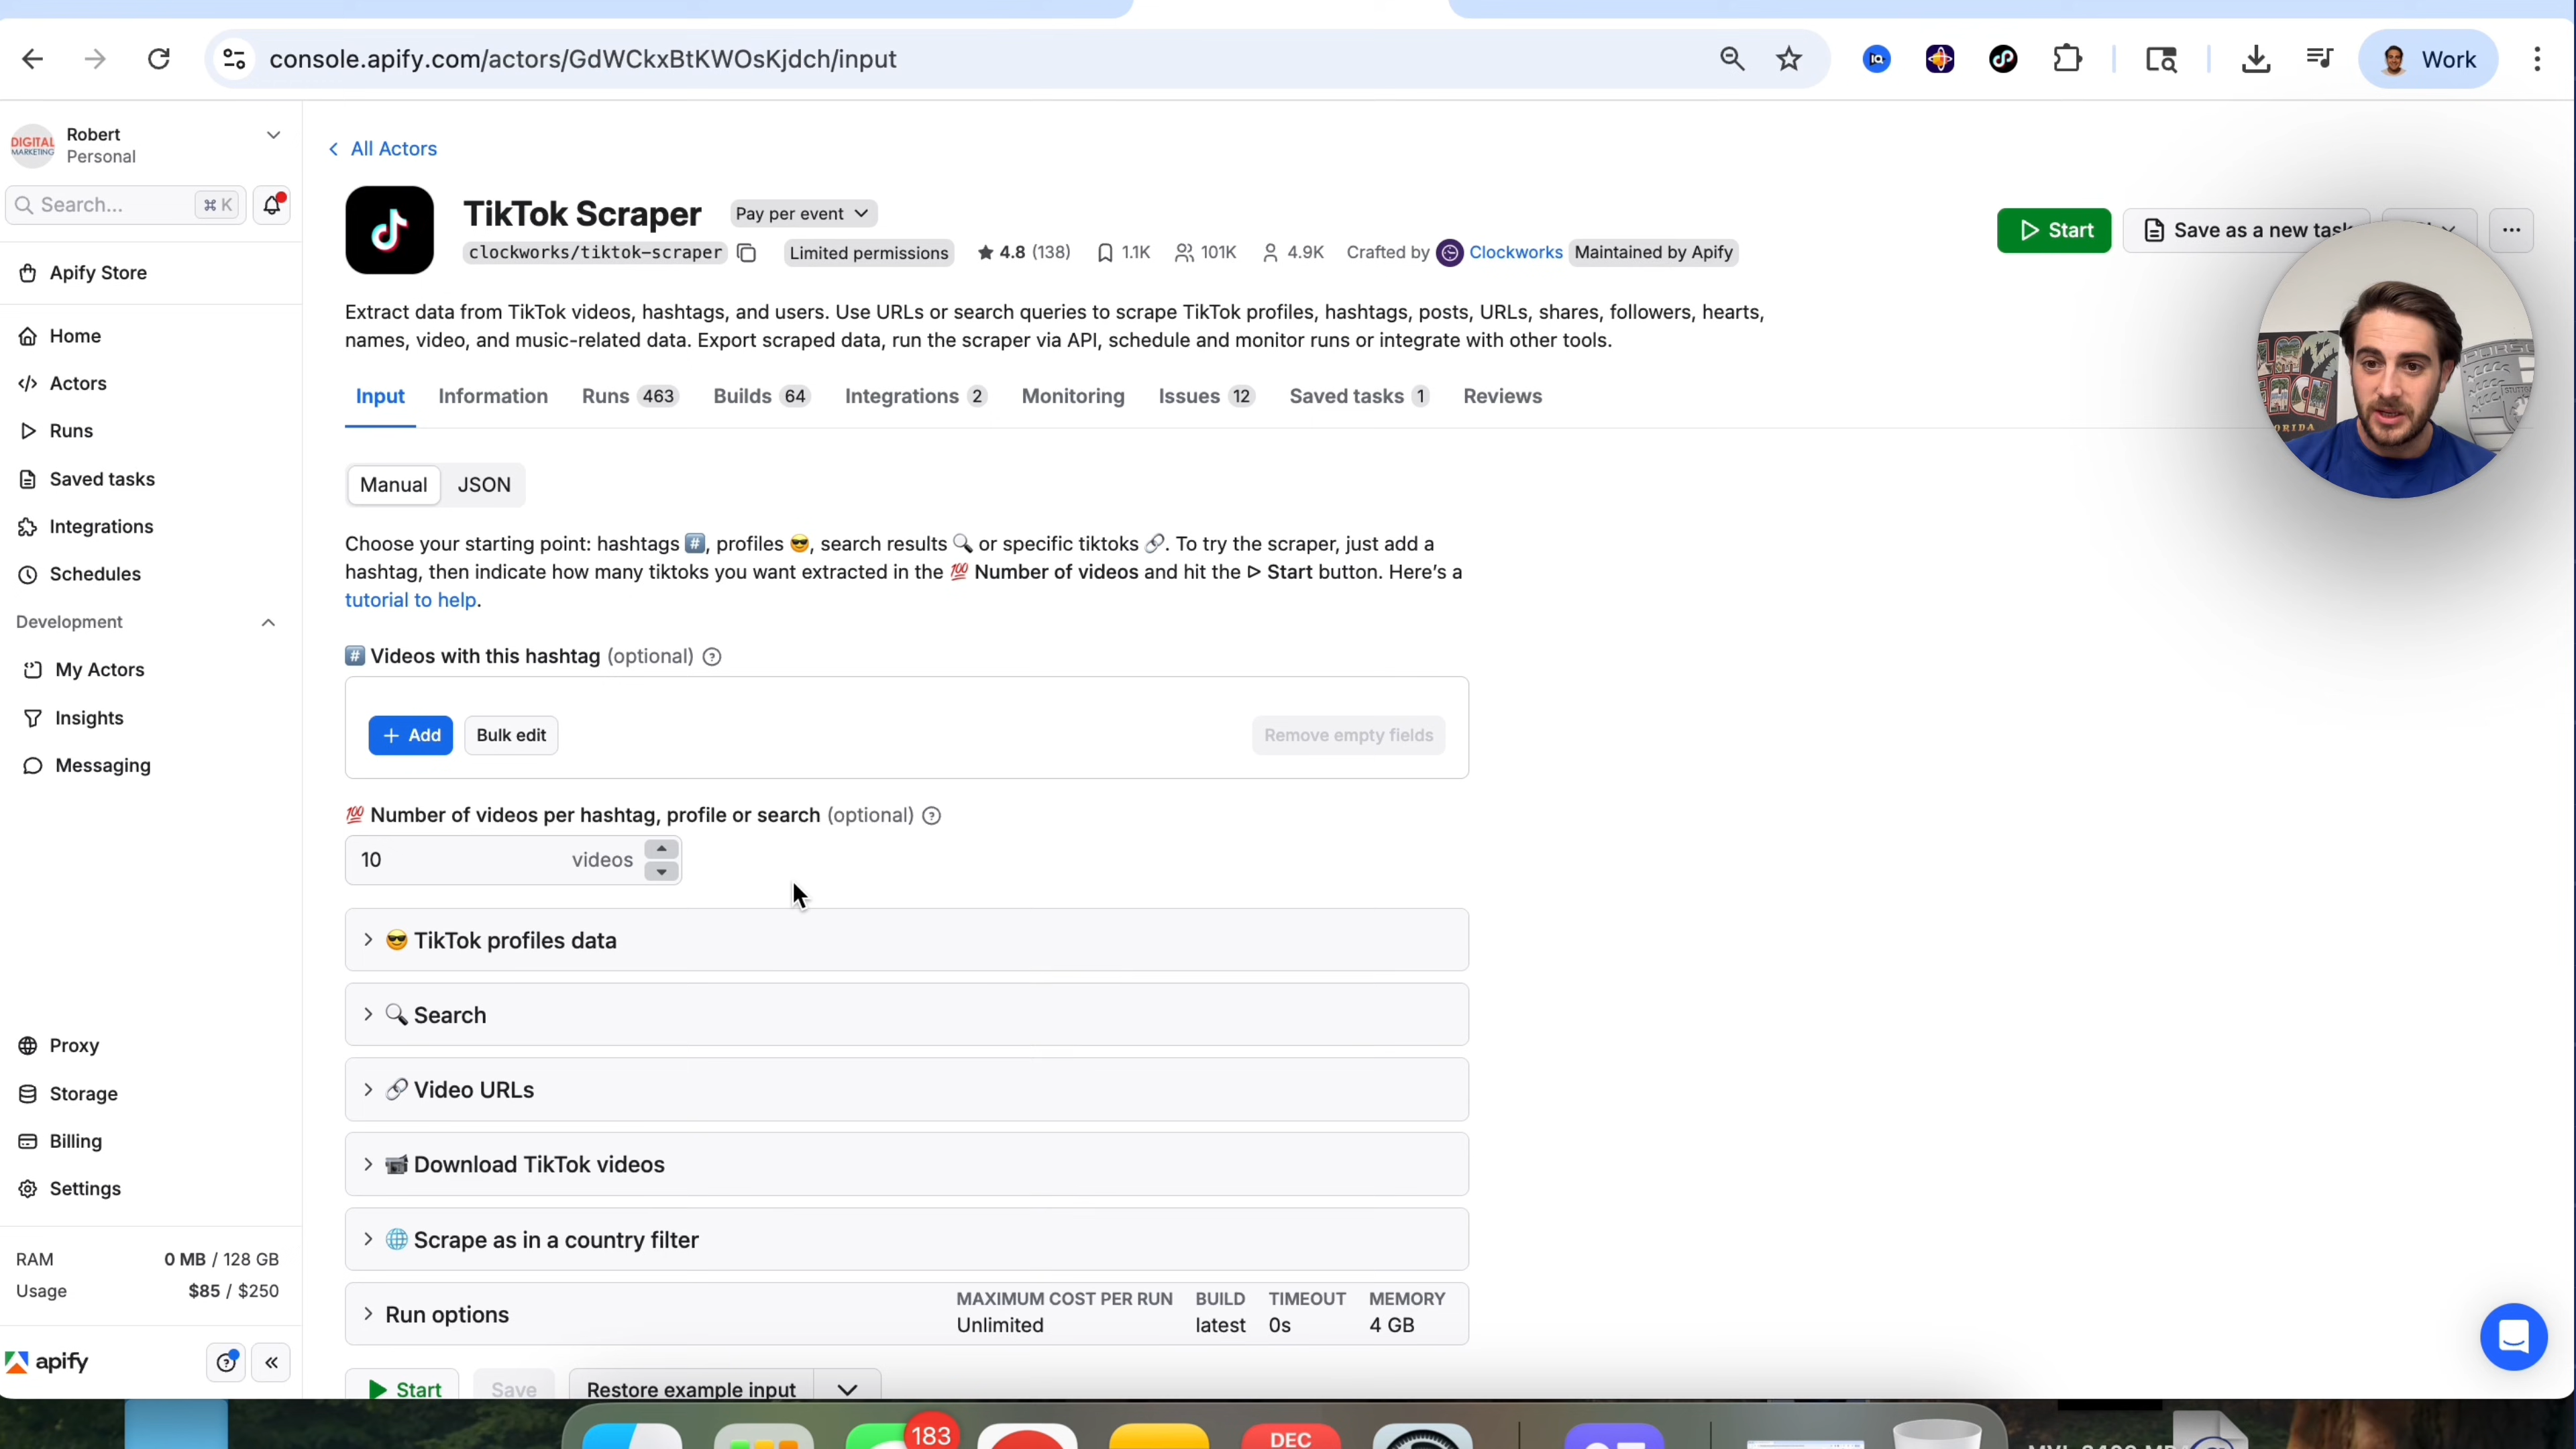 console.apify.com/actors/GdWCkxBtKWOsKjdch/input
Work
DIGITAL
MARKETING
Robert
Personal
Search...
⌘ K
Apify Store
Home
Actors
Runs
Saved tasks
Integrations
Schedules
Development
My Actors
Insights
Messaging
Proxy
Storage
Billing
Settings
RAM 0 MB / 128 GB
Usage $85 / $250
apify
All Actors
TikTok Scraper Pay per event
clockworks/tiktok-scraper Limited permissions 4.8 (138) 1.1K 101K 4.9K Crafted by Clockworks Maintained by Apify
Start Save as a new task
Extract data from TikTok videos, hashtags, and users. Use URLs or search queries to scrape TikTok profiles, hashtags, posts, URLs, shares, followers, hearts,
names, video, and music-related data. Export scraped data, run the scraper via API, schedule and monitor runs or integrate with other tools.
Input Information Runs 463 Builds 64 Integrations 2 Monitoring Issues 12 Saved tasks 1 Reviews
Manual JSON
Choose your starting point: hashtags #️⃣, profiles 😎, search results 🔍 or specific tiktoks 🔗. To try the scraper, just add a
hashtag, then indicate how many tiktoks you want extracted in the 💯 Number of videos and hit the ▷ Start button. Here's a
tutorial to help.
#️⃣ Videos with this hashtag (optional)
+ Add Bulk edit Remove empty fields
💯 Number of videos per hashtag, profile or search (optional)
10 videos
😎 TikTok profiles data
🔍 Search
🔗 Video URLs
📹 Download TikTok videos
🌐 Scrape as in a country filter
Run options
MAXIMUM COST PER RUN BUILD TIMEOUT MEMORY
Unlimited latest 0s 4 GB
Start Save Restore example input
183
DEC